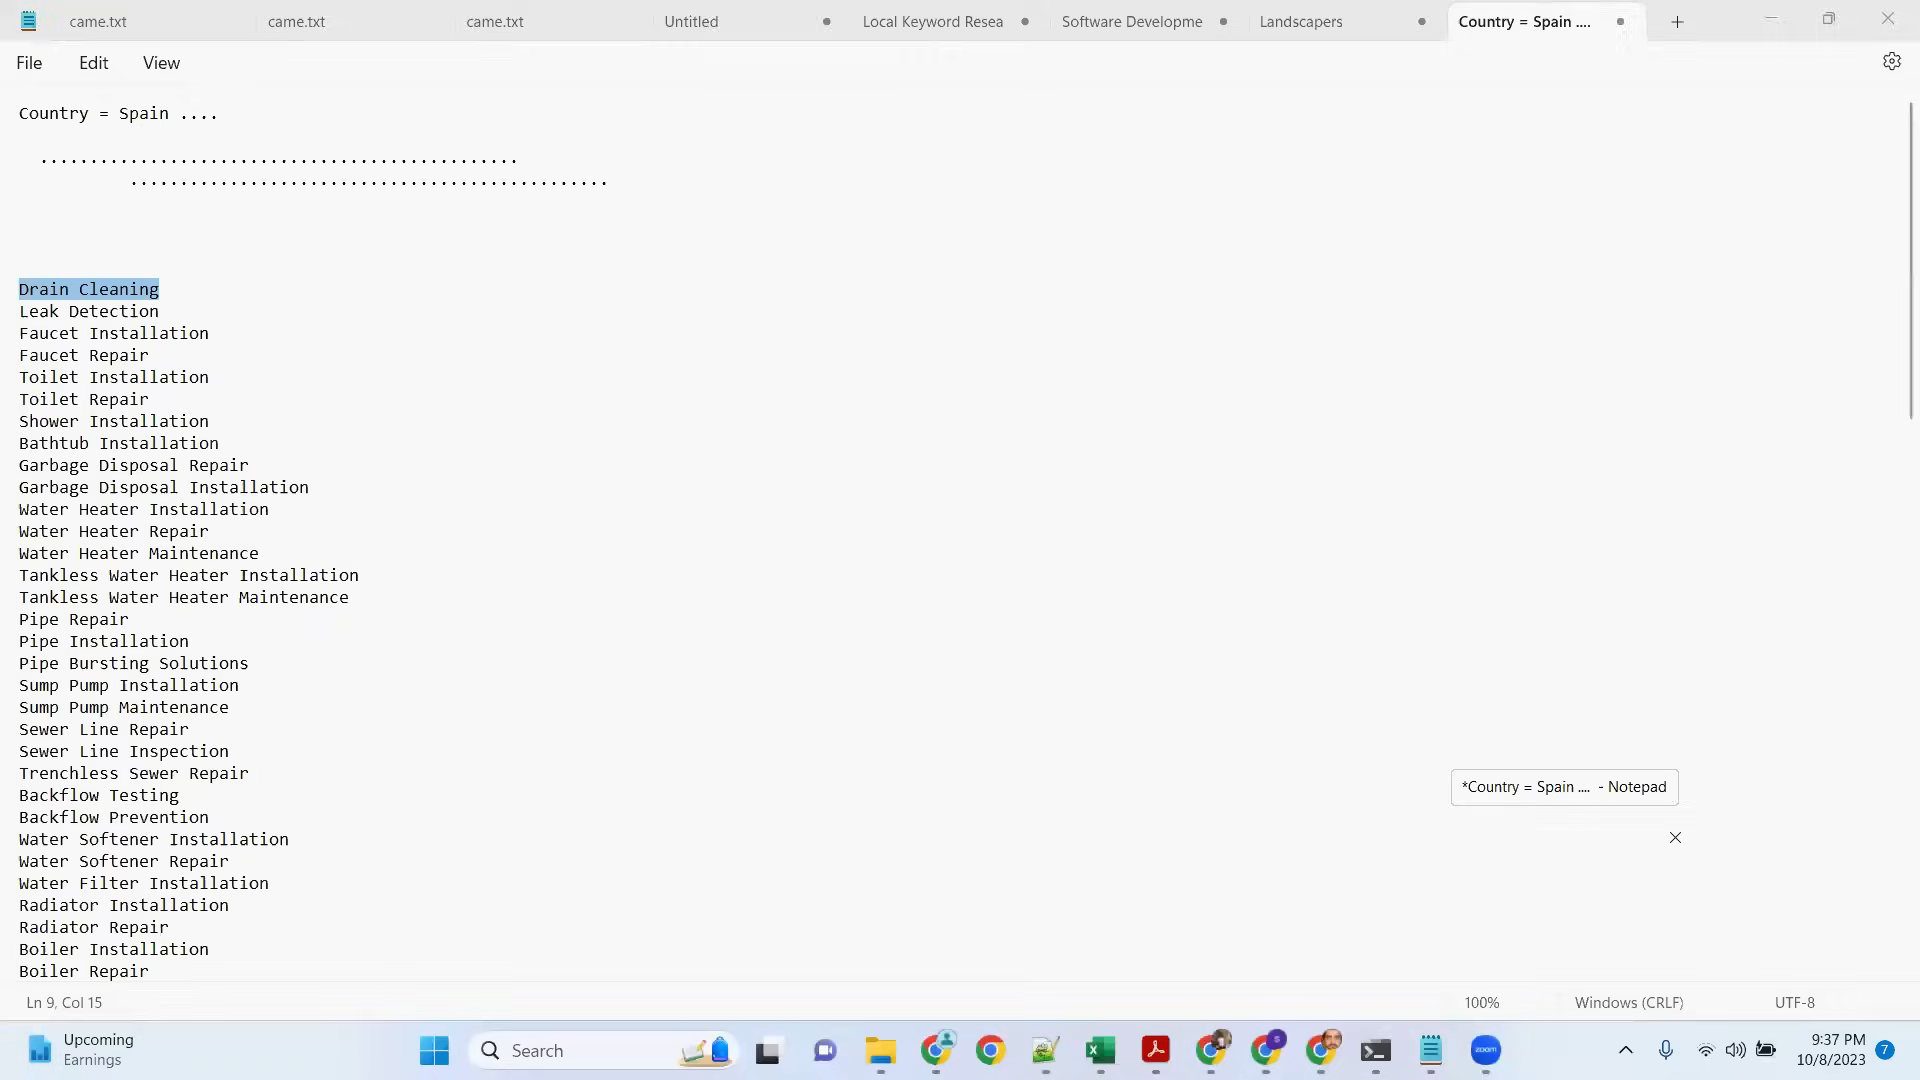 came.txt
came.txt
came.txt
Untitled
Local Keyword Resea
Software Developme
Landscapers
Country = Spain ....
File
Edit
View
Country = Spain ....
................................................
................................................
Drain Cleaning
Leak Detection
Faucet Installation
Faucet Repair
Toilet Installation
Toilet Repair
Shower Installation
Bathtub Installation
Garbage Disposal Repair
Garbage Disposal Installation
Water Heater Installation
Water Heater Repair
Water Heater Maintenance
Tankless Water Heater Installation
Tankless Water Heater Maintenance
Pipe Repair
Pipe Installation
Pipe Bursting Solutions
Sump Pump Installation
Sump Pump Maintenance
Sewer Line Repair
Sewer Line Inspection
Trenchless Sewer Repair
Backflow Testing
Backflow Prevention
Water Softener Installation
Water Softener Repair
Water Filter Installation
Radiator Installation
Radiator Repair
Boiler Installation
Boiler Repair
*Country = Spain .... - Notepad
Ln 9, Col 15
100%
Windows (CRLF)
UTF-8
Upcoming
Earnings
Search
zoom
9:37 PM
10/8/2023
7